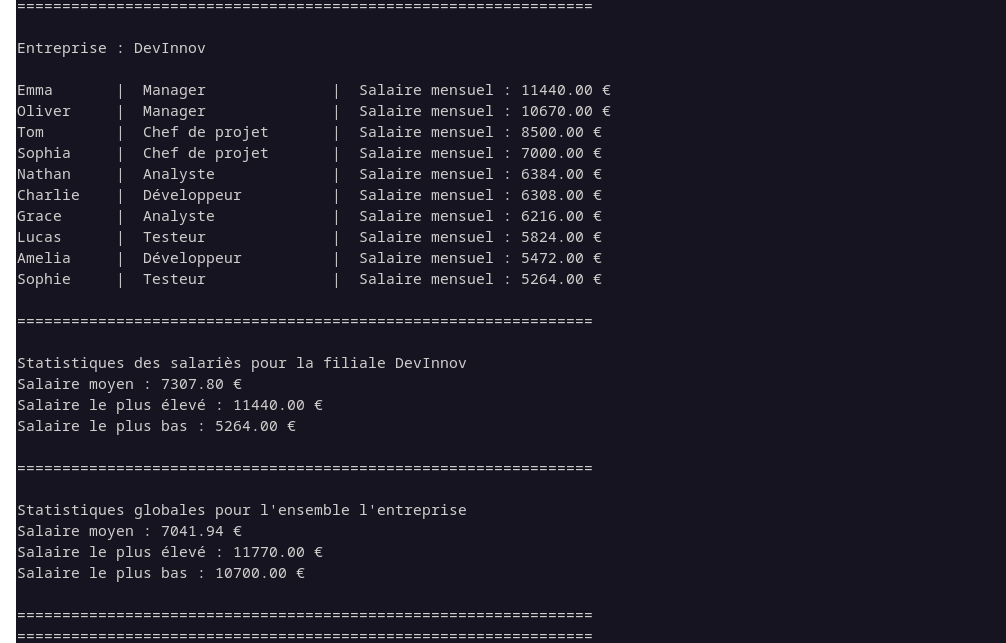 ================================================================
Entreprise : DevInnov
Emma       |  Manager              |  Salaire mensuel : 11440.00 €
Oliver     |  Manager              |  Salaire mensuel : 10670.00 €
Tom        |  Chef de projet       |  Salaire mensuel : 8500.00 €
Sophia     |  Chef de projet       |  Salaire mensuel : 7000.00 €
Nathan     |  Analyste             |  Salaire mensuel : 6384.00 €
Charlie    |  Développeur          |  Salaire mensuel : 6308.00 €
Grace      |  Analyste             |  Salaire mensuel : 6216.00 €
Lucas      |  Testeur              |  Salaire mensuel : 5824.00 €
Amelia     |  Développeur          |  Salaire mensuel : 5472.00 €
Sophie     |  Testeur              |  Salaire mensuel : 5264.00 €
================================================================
Statistiques des salariès pour la filiale DevInnov
Salaire moyen : 7307.80 €
Salaire le plus élevé : 11440.00 €
Salaire le plus bas : 5264.00 €
================================================================
Statistiques globales pour l'ensemble l'entreprise
Salaire moyen : 7041.94 €
Salaire le plus élevé : 11770.00 €
Salaire le plus bas : 10700.00 €
================================================================
================================================================